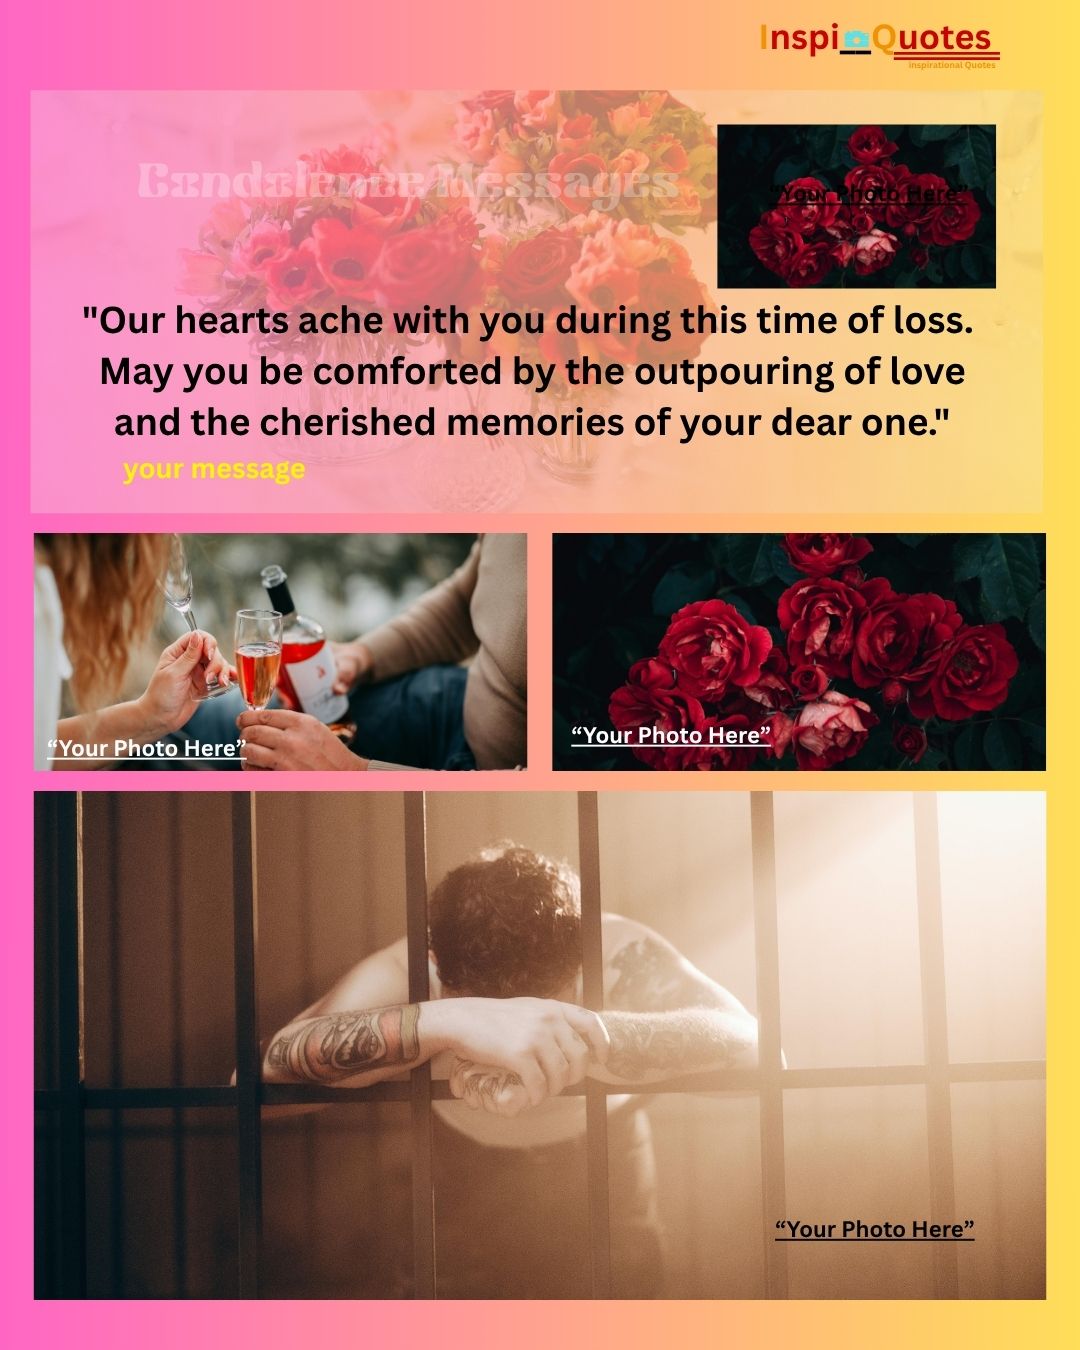 Inspi Quotes
inspirational Quotes
Condolence Messages
“Your Photo Here”
"Our hearts ache with you during this time of loss.
May you be comforted by the outpouring of love
and the cherished memories of your dear one."
your message
“Your Photo Here”
“Your Photo Here”
“Your Photo Here”